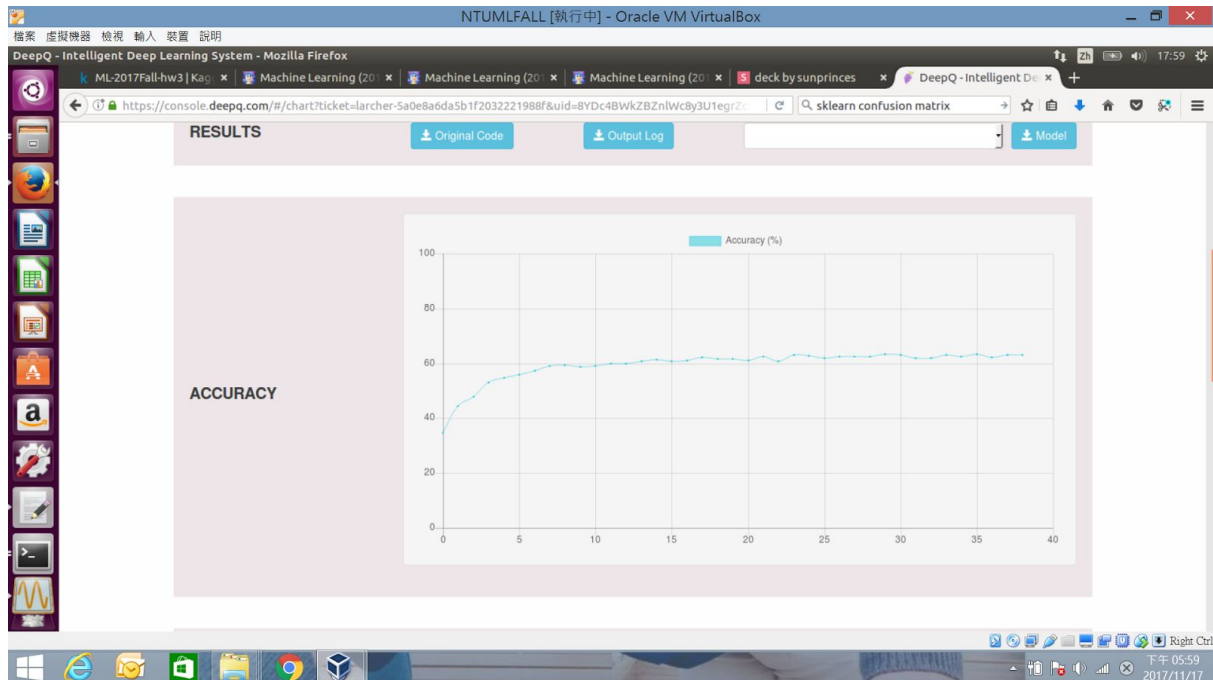 NTUMLFALL [執行中] - Oracle VM VirtualBox
檔案 虛擬機器 檢視 輸入 裝置 說明
DeepQ - Intelligent Deep Learning System - Mozilla Firefox
Zh 17:59
ML-2017Fall-hw3 | Kag Machine Learning (201 Machine Learning (201 Machine Learning (201 deck by sunprinces DeepQ - Intelligent De
https://console.deepq.com/#/chart?ticket=larcher-5a0e8a6da5b1f2032221988f&uid=8YDc4BWkZBZnlWc8y3U1egrZc sklearn confusion matrix
RESULTS Original Code Output Log Model
Accuracy (%)
100
80
60
ACCURACY
40
20
0
0 5 10 15 20 25 30 35 40
Right Ctrl
下午 05:59
2017/11/17